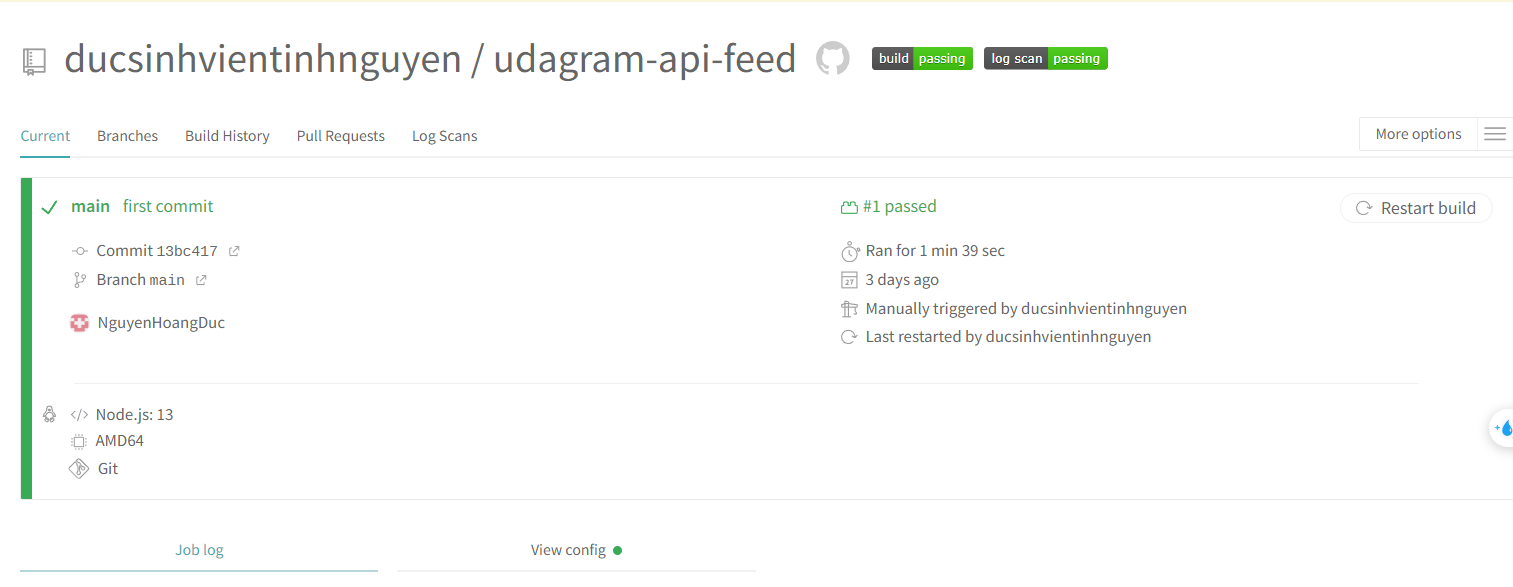 ducsinhvientinhnguyen / udagram-api-feed build passing log scan passing
Current Branches Build History Pull Requests Log Scans More options
main first commit #1 passed Restart build
Commit 13bc417 Ran for 1 min 39 sec
Branch main 27 3 days ago
Manually triggered by ducsinhvientinhnguyen
NguyenHoangDuc
Last restarted by ducsinhvientinhnguyen
</> Node.js: 13
AMD64
Git
Job log View config